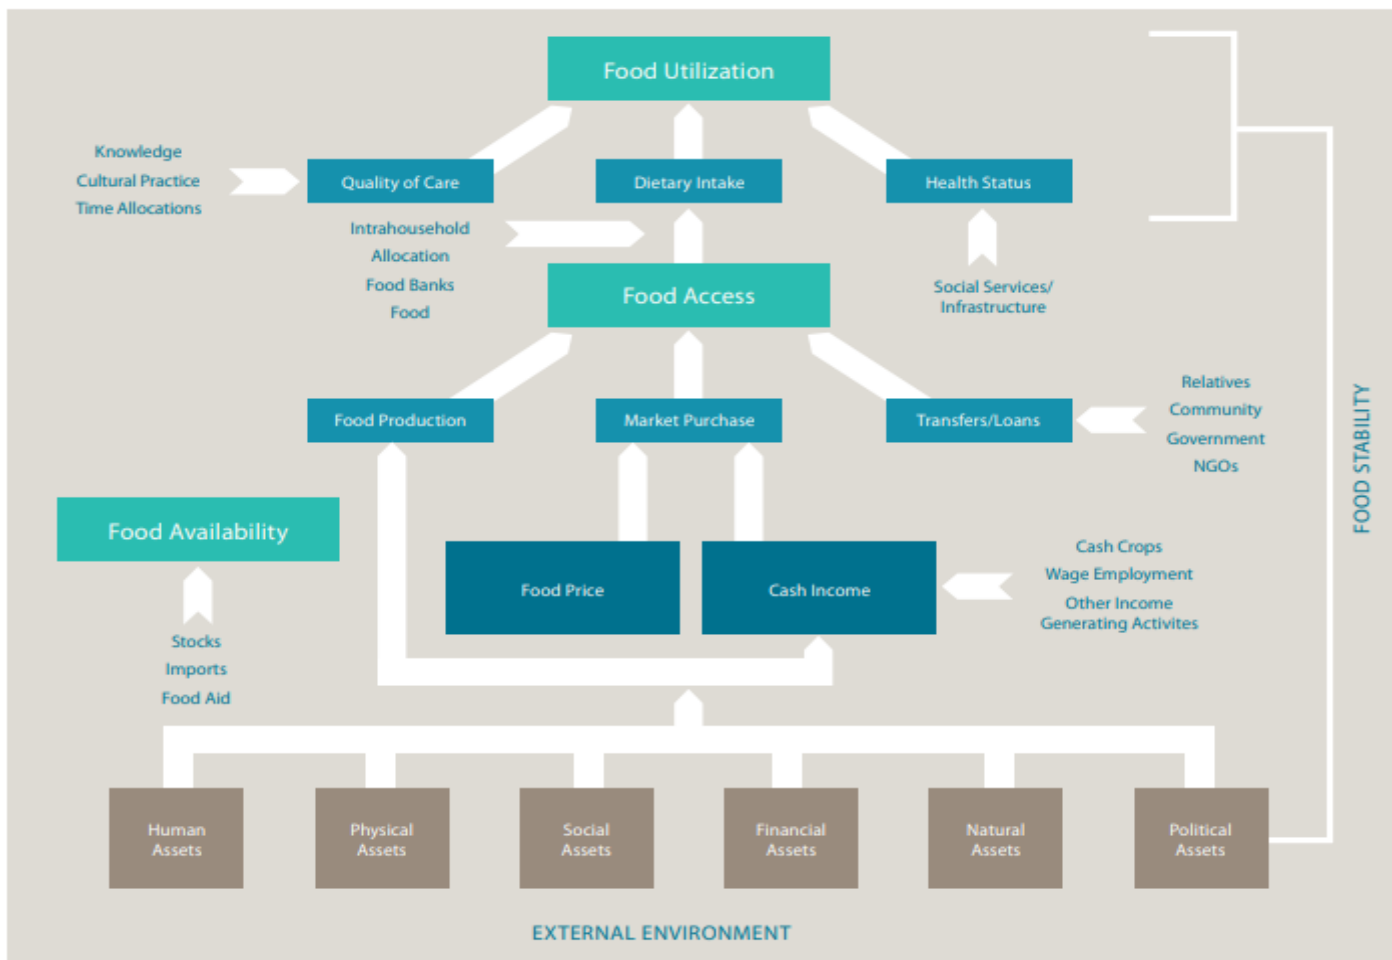 Food Utilization
Knowledge
Cultural Practice
Time Allocations
Quality of Care
Dietary Intake
Health Status
Intrahousehold
Allocation
Food Banks
Food
Food Access
Social Services/
Infrastructure
Food Production
Market Purchase
Transfers/Loans
Relatives
Community
Government
NGOs
FOOD STABILITY
Food Availability
Stocks
Imports
Food Aid
Food Price
Cash Income
Cash Crops
Wage Employment
Other Income
Generating Activites
Human
Assets
Physical
Assets
Social
Assets
Financial
Assets
Natural
Assets
Political
Assets
EXTERNAL ENVIRONMENT